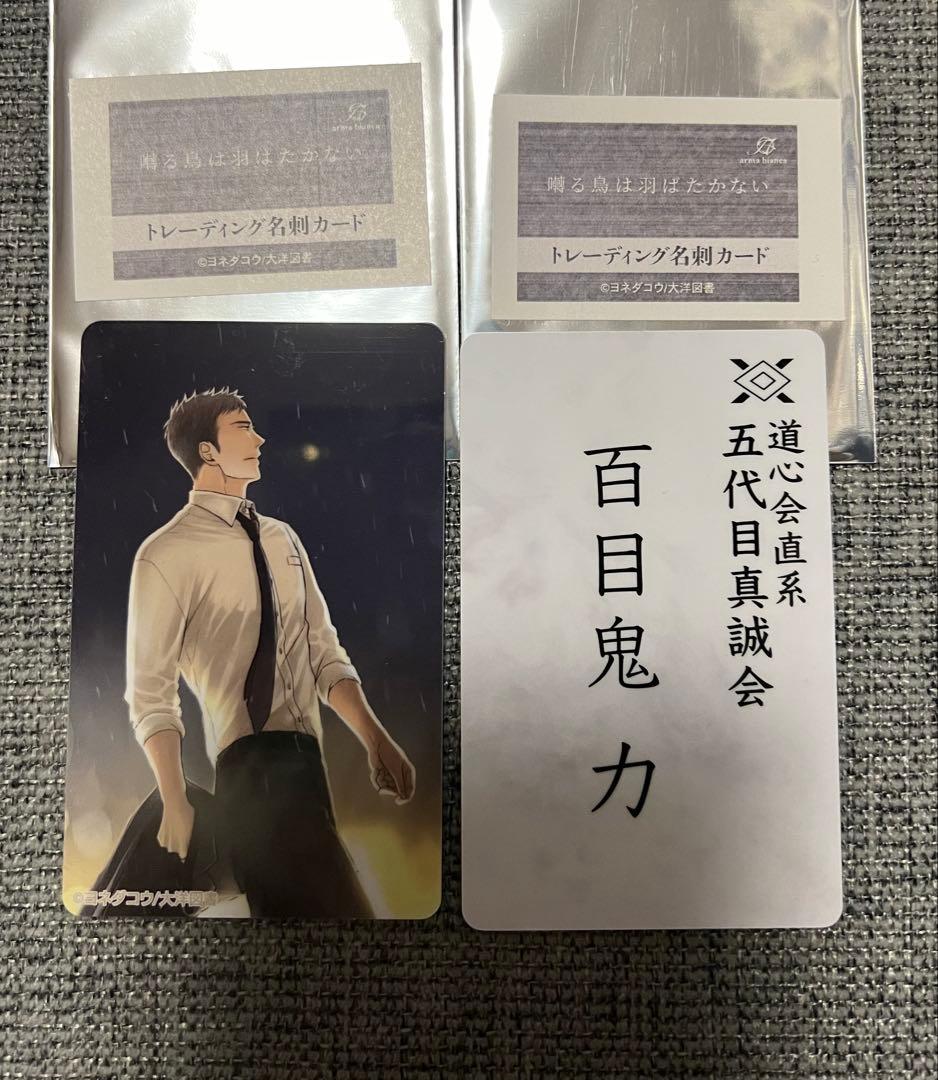 arma bianca
囀る鳥は羽ばたかない
トレーディング名刺カード
©ヨネダコウ/大洋図書
arma bianca
囀る鳥は羽ばたかない
トレーディング名刺カード
©ヨネダコウ/大洋図書
©ヨネダコウ/大洋図書
道心会直系
五代目真誠会
百目鬼 力